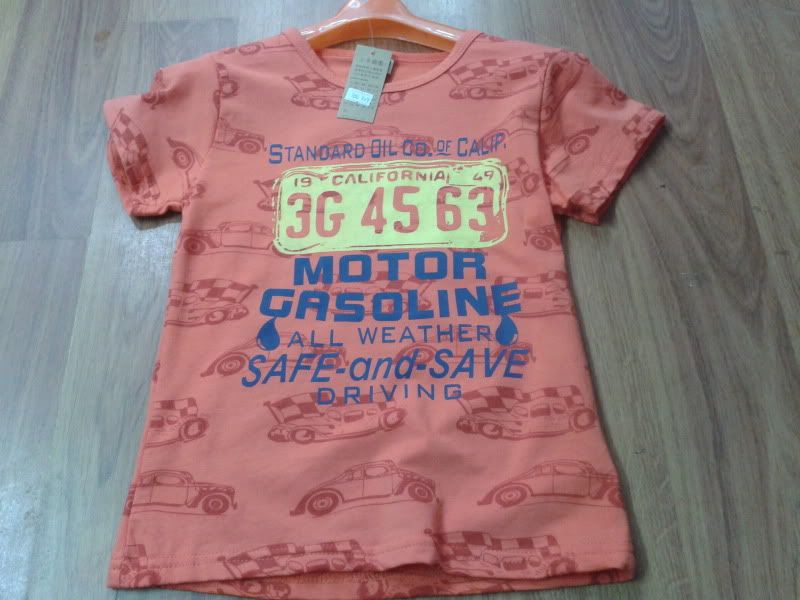 STANDARD OIL CO. OF CALIF.
19 CALIFORNIA 49
3G 45 63
MOTOR
GASOLINE
ALL WEATHER
SAFE-and-SAVE
DRIVING